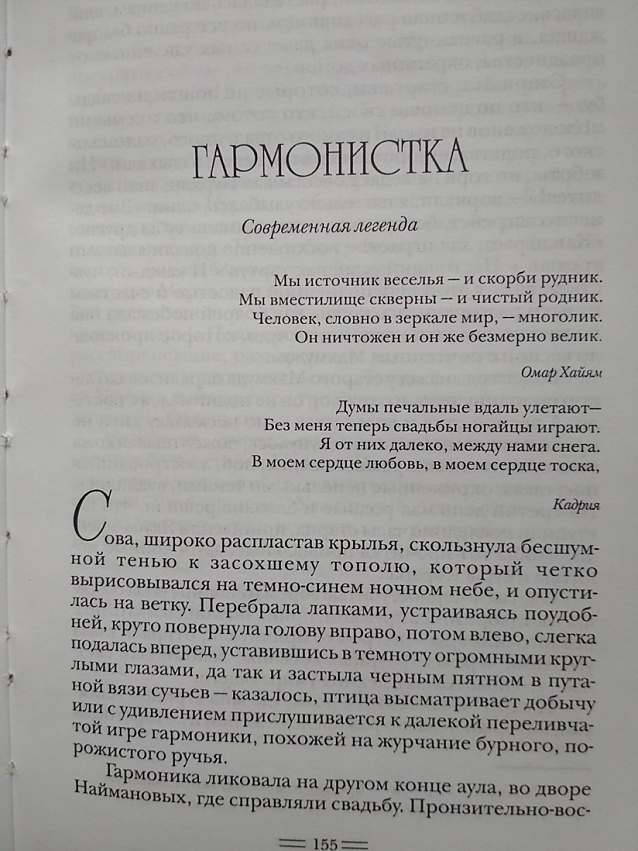 ГАРМОНИСТКА
Современная легенда
Мы источник веселья — и скорби рудник.
Мы вместилище скверны — и чистый родник.
Человек, словно в зеркале мир, — многолик.
Он ничтожен и он же безмерно велик.
Омар Хайям
Думы печальные вдаль улетают—
Без меня теперь свадьбы ногайцы играют.
Я от них далеко, между нами снега.
В моем сердце любовь, в моем сердце тоска,
Кадрия
Сова, широко распластав крылья, скользнула бесшум-
ной тенью к засохшему тополю, который четко
вырисовывался на темно-синем ночном небе, и опусти-
лась на ветку. Перебрала лапками, устраиваясь поудоб-
ней, круто повернула голову вправо, потом влево, слегка
подалась вперед, уставившись в темноту огромными круг-
лыми глазами, да так и застыла черным пятном в пута-
ной вязи сучьев — казалось, птица высматривает добычу
или с удивлением прислушивается к далекой переливча-
той игре гармоники, похожей на журчание бурного, по-
рожистого ручья.
Гармоника ликовала на другом конце аула, во дворе
Наймановых, где справляли свадьбу. Пронзительно-вос-
155